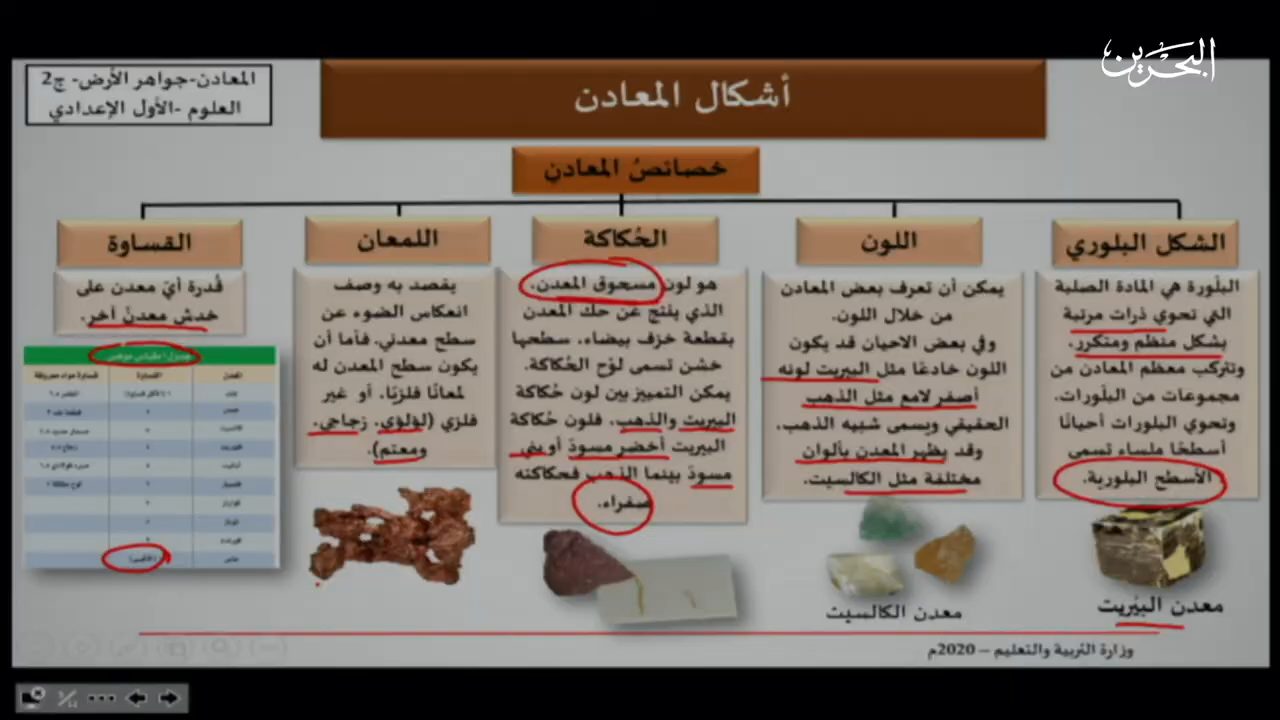 البحرين
المعادن-جواهر الأرض- ج2
العلوم -الأول الإعدادي
أشكال المعادن
خصائصُ المعادنِ
الشكل البلوري
البلّورة هي المادة الصلبة
التي تحوي ذرات مرتبة
بشكل منظم ومتكرر.
وتتركب معظم المعادن من
مجموعات من البلّورات.
وتحوي البلورات أحيانًا
أسطحًا ملساء تسمى
الأسطح البلورية.
معدن البيْريت
اللون
يمكن أن تعرف بعض المعادن
من خلال اللون.
وفي بعض الاحيان قد يكون
اللون خادعًا مثل البيريت لونه
أصفر لامع مثل الذهب
الحقيقي ويسمى شبيه الذهب.
وقد يظهر المعدن بألوان
مختلفة مثل الكالسيت.
معدن الكالسيت
الحُكاكة
هو لون مسحوق المعدن.
الذي ينتج عن حك المعدن
بقطعة خزف بيضاء. سطحها
خشن تسمى لوْح الحُكاكة.
يمكن التمييز بين لون حُكاكة
البيريت والذهب. فلون حُكاكة
البيريت أخضر مسودّ أو بني
مسودّ بينما الذهب فحكاكته
صفراء.
اللمعان
يقصد به وصف
انعكاس الضوء عن
سطح معدني. فأما أن
يكون سطح المعدن له
لمعانًا فلزيًا. أو غير
فلزي (لؤلؤي. زجاجي.
ومعتم).
القساوة
قُدرة أيّ معدن على
خدش معدنٌ آخر.
المعدن
القساوة
قساوة مواد معروفة
وزارة التربية والتعليم – 2020م